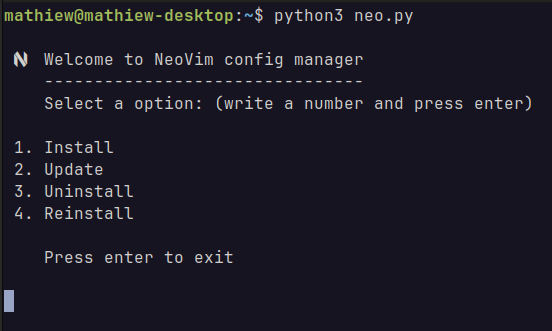 mathiew@mathiew-desktop:~$ python3 neo.py
N Welcome to NeoVim config manager
--------------------------------
Select a option: (write a number and press enter)
1. Install
2. Update
3. Uninstall
4. Reinstall
Press enter to exit